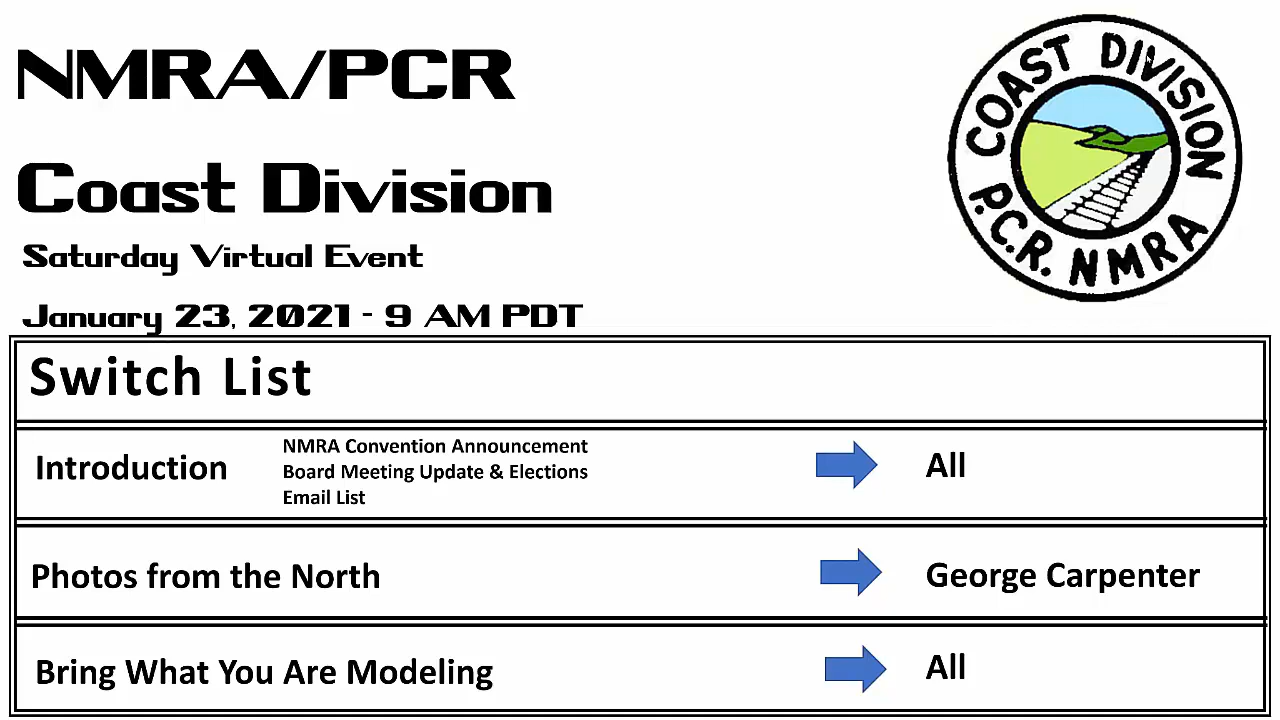 NMRA/PCR
Coast Division
Saturday Virtual Event
January 23, 2021 - 9 AM PDT
COAST DIVISION
P.C.R. NMRA
Switch List
Introduction
NMRA Convention Announcement
Board Meeting Update & Elections
Email List
All
Photos from the North
George Carpenter
Bring What You Are Modeling
All